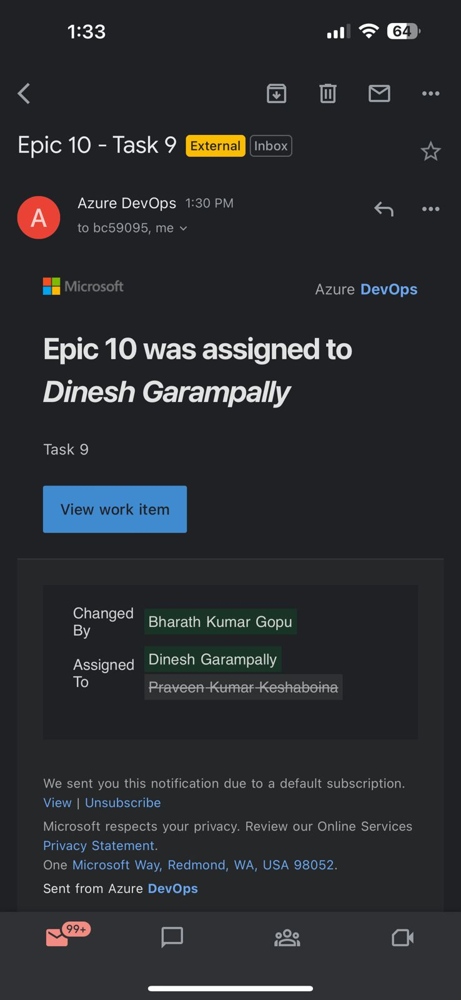 1:33
64
Epic 10 - Task 9 External Inbox
A
Azure DevOps 1:30 PM
to bc59095, me
Microsoft
Azure DevOps
Epic 10 was assigned to
Dinesh Garampally
Task 9
View work item
Changed
By
Bharath Kumar Gopu
Assigned
To
Dinesh Garampally
Praveen Kumar Keshaboina
We sent you this notification due to a default subscription.
View | Unsubscribe
Microsoft respects your privacy. Review our Online Services
Privacy Statement.
One Microsoft Way, Redmond, WA, USA 98052.
Sent from Azure DevOps
99+